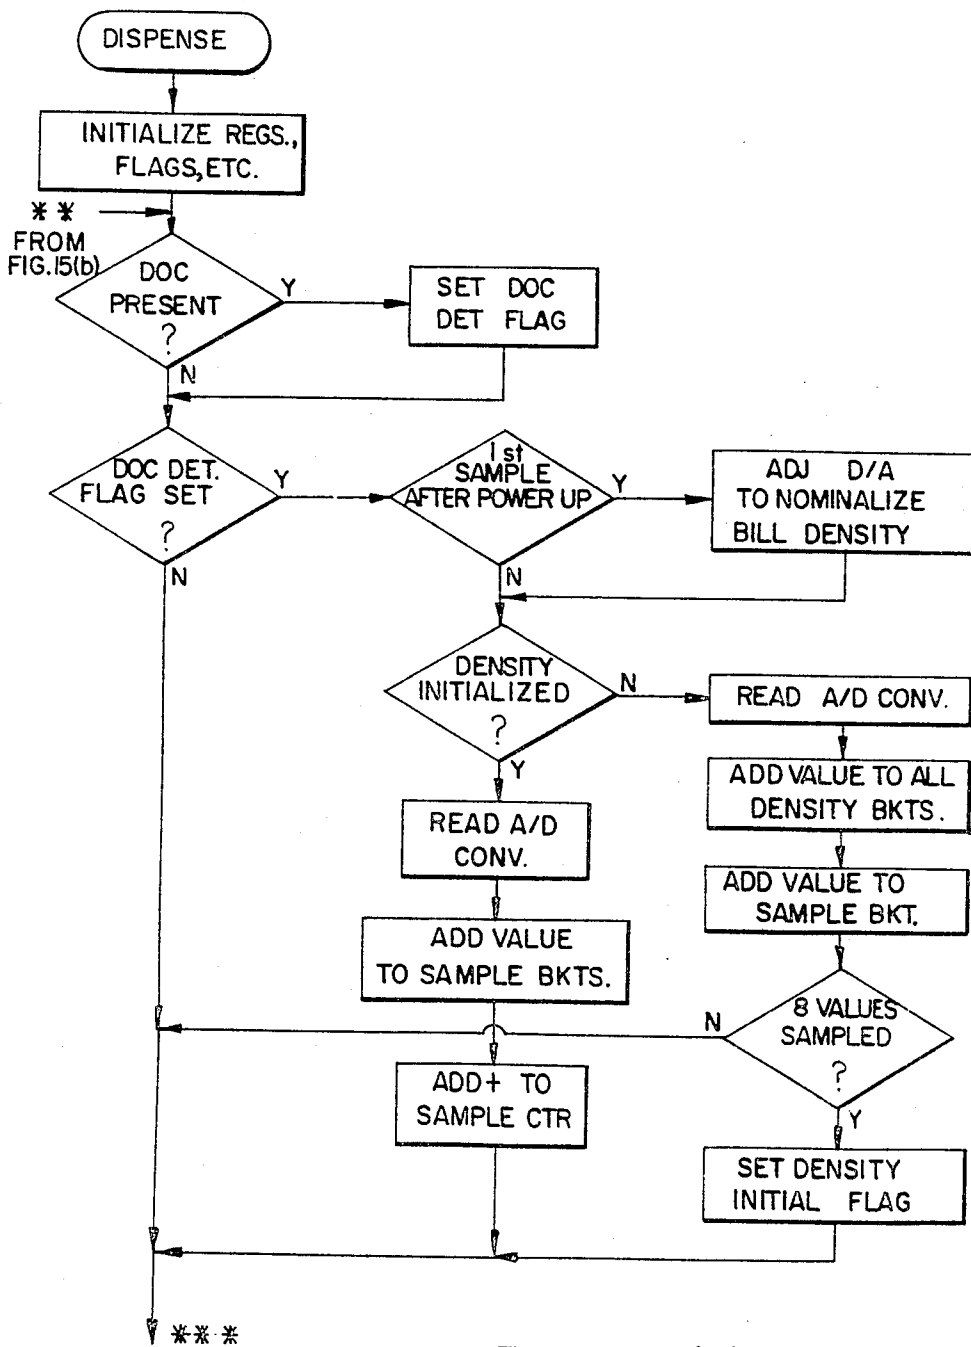 DISPENSE
INITIALIZE REGS.,
FLAGS, ETC.
**
FROM
FIG. 15(b)
DOC
PRESENT
?
Y
N
SET DOC
DET FLAG
DOC DET.
FLAG SET
?
Y
N
1st
SAMPLE
AFTER POWER UP
Y
N
ADJ D/A
TO NOMINALIZE
BILL DENSITY
DENSITY
INITIALIZED
?
N
Y
READ A/D CONV.
ADD VALUE TO ALL
DENSITY BKTS.
ADD VALUE TO
SAMPLE BKT.
READ A/D
CONV.
ADD VALUE
TO SAMPLE BKTS.
8 VALUES
SAMPLED
?
N
Y
ADD + TO
SAMPLE CTR
SET DENSITY
INITIAL FLAG
***